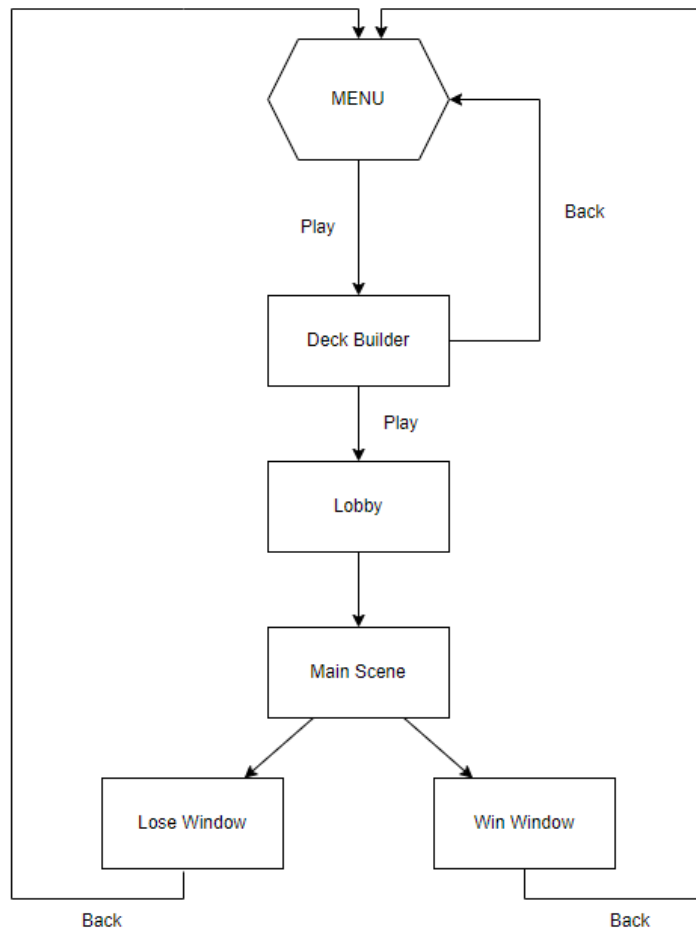 MENU
Play
Back
Deck Builder
Play
Lobby
Main Scene
Lose Window
Win Window
Back
Back